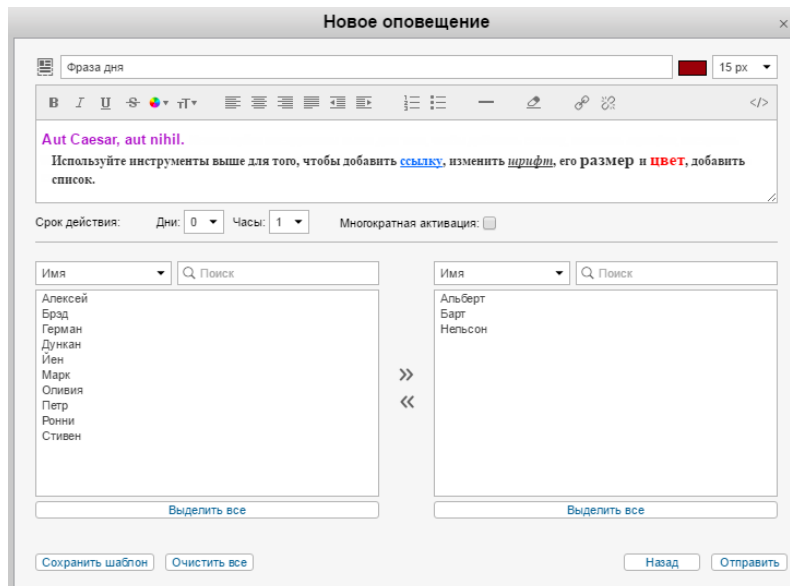 Новое оповещение
Фраза дня
15 px
Aut Caesar, aut nihil.
Используйте инструменты выше для того, чтобы добавить ссылку, изменить шрифт, его размер и цвет, добавить
список.
Срок действия: Дни: 0 Часы: 1 Многократная активация:
Имя Поиск
Алексей
Брэд
Герман
Дункан
Йен
Марк
Оливия
Петр
Ронни
Стивен
Выделить все
Имя Поиск
Альберт
Барт
Нельсон
Выделить все
Сохранить шаблон Очистить все Назад Отправить